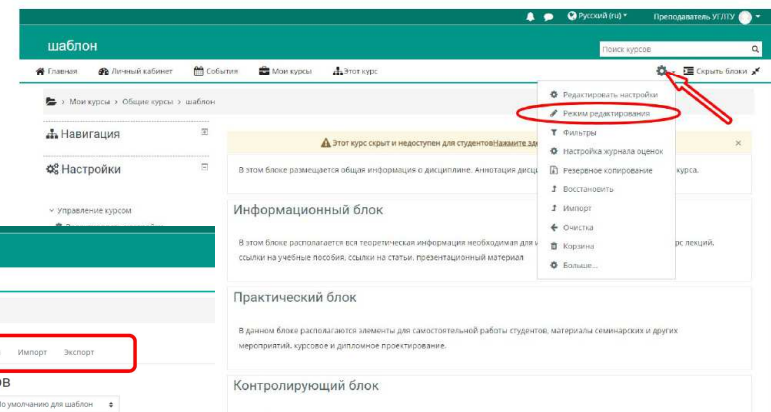 Русский (ru)
Преподаватель УГЛТУ
шаблон
Поиск курсов
Главная Личный кабинет События Мои курсы Этот курс
Скрыть блоки
Мои курсы > Общие курсы > шаблон
Навигация
Настройки
Управление курсом
Редактировать настройки
Режим редактирования
Фильтры
Настройка журнала оценок
Резервное копирование
Восстановить
Импорт
Очистка
Корзина
Больше...
Этот курс скрыт и недоступен для студентов Нажмите
В этом блоке размещается общая информация о дисциплине. Аннотация курса.
Информационный блок
В этом блоке располагается вся теоретическая информация необходимая для лекций,
ссылки на учебные пособия, ссылки на статьи, презентационный материал
Практический блок
В данном блоке располагаются элементы для самостоятельной работы студентов, материалы семинарских и других
мероприятий, курсовое и дипломное проектирование.
Контролирующий блок
Импорт Экспорт
ов
По умолчанию для шаблон